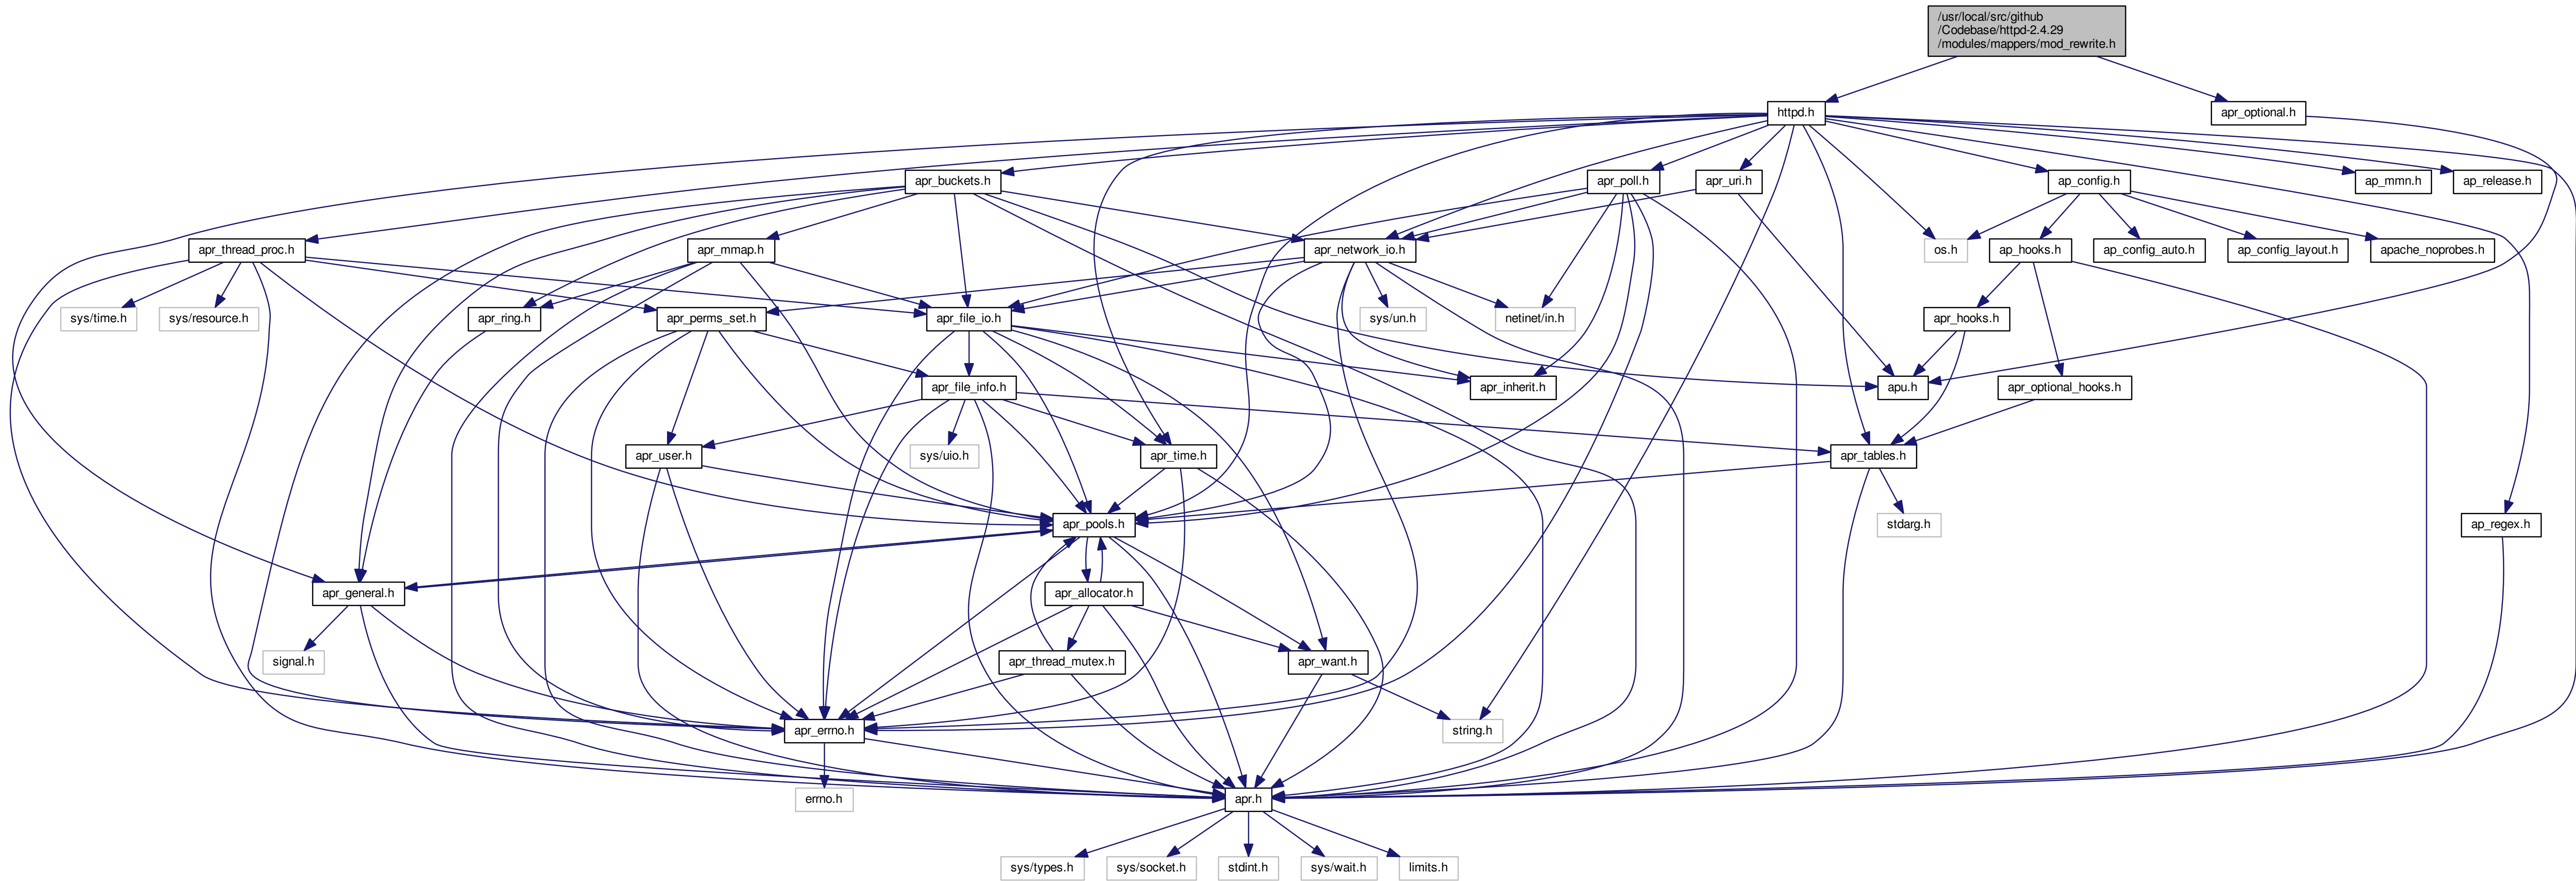 /usr/local/src/github
/Codebase/httpd-2.4.29
/modules/mappers/mod_rewrite.h
httpd.h
apr_optional.h
apr_buckets.h
apr_poll.h
apr_uri.h
ap_config.h
ap_mmn.h
ap_release.h
apr_thread_proc.h
apr_mmap.h
apr_network_io.h
os.h
ap_hooks.h
ap_config_auto.h
ap_config_layout.h
apache_noprobes.h
sys/time.h
sys/resource.h
apr_ring.h
apr_perms_set.h
apr_file_io.h
sys/un.h
netinet/in.h
apr_hooks.h
apr_file_info.h
apr_inherit.h
apu.h
apr_optional_hooks.h
apr_user.h
sys/uio.h
apr_time.h
apr_tables.h
apr_pools.h
stdarg.h
ap_regex.h
apr_general.h
apr_allocator.h
signal.h
apr_thread_mutex.h
apr_want.h
apr_errno.h
string.h
errno.h
apr.h
sys/types.h
sys/socket.h
stdint.h
sys/wait.h
limits.h